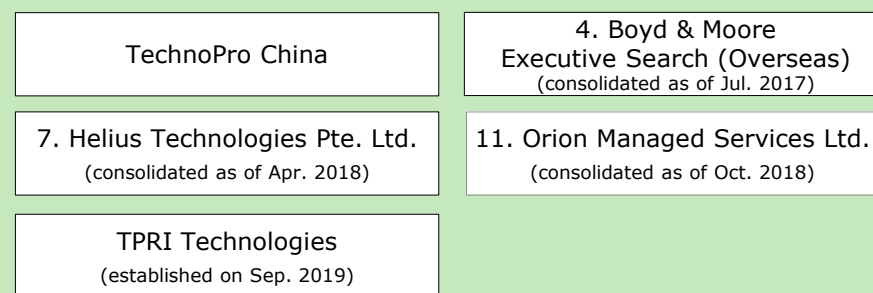 TechnoPro China
4. Boyd & Moore
Executive Search (Overseas)
(consolidated as of Jul. 2017)
7. Helius Technologies Pte. Ltd.
(consolidated as of Apr. 2018)
11. Orion Managed Services Ltd.
(consolidated as of Oct. 2018)
TPRI Technologies
(established on Sep. 2019)